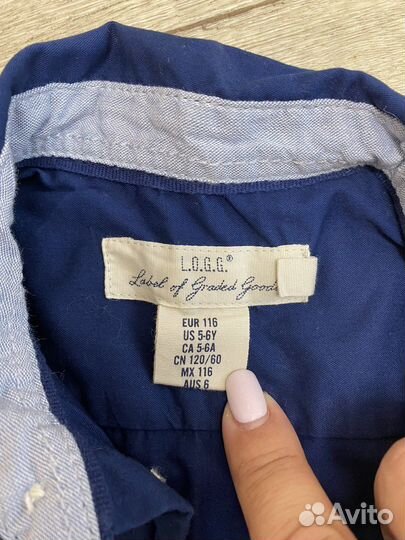 L.O.G.G.®
Label of Graded Goods
EUR 116
US 5-6Y
CA 5-6A
CN 120/60
MX 116
AUS 6
Avito